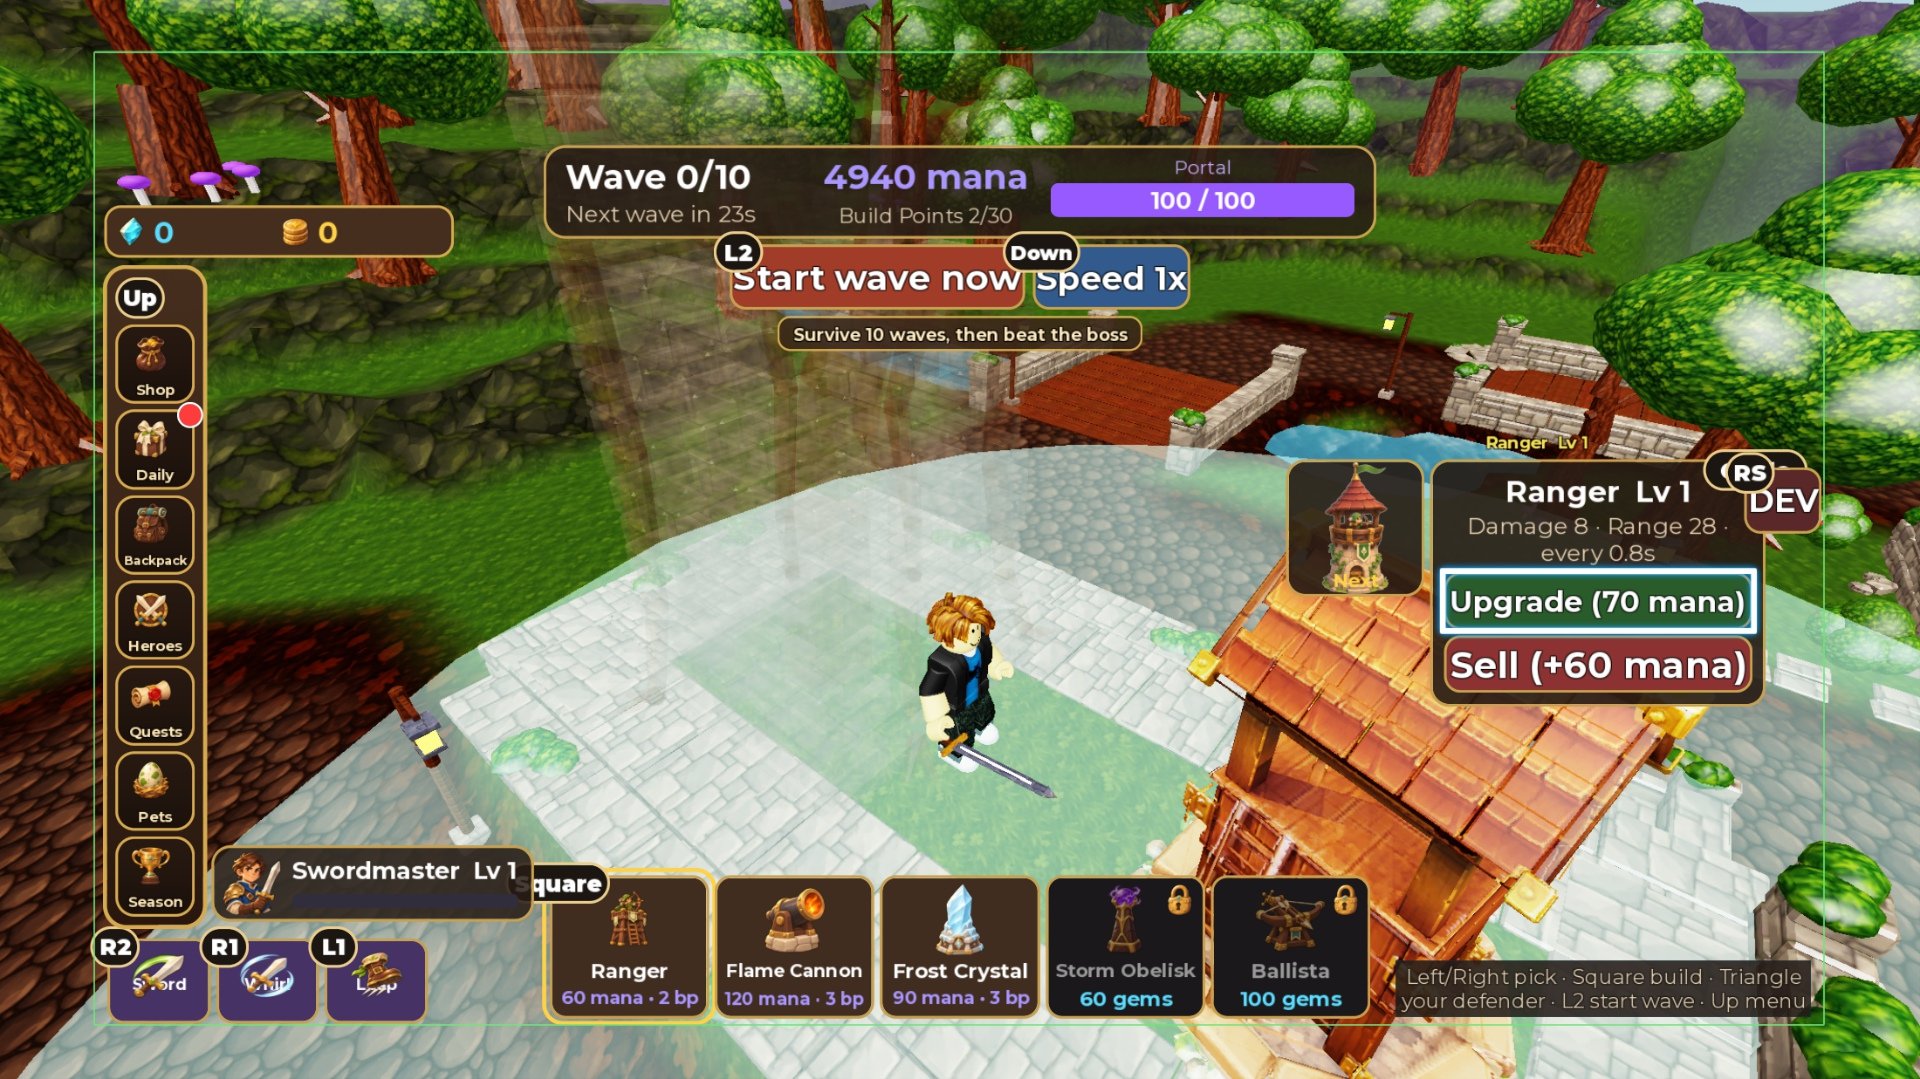 Wave 0/10
4940 mana
Portal
Next wave in 23s
Build Points 2/30
100 / 100
0
0
L2
Start wave now
Down
Speed 1x
Survive 10 waves, then beat the boss
Up
Shop
Daily
Backpack
Heroes
Quests
Pets
Season
Ranger Lv 1
Next
Ranger Lv 1
Damage 8 · Range 28 ·
every 0.8s
RS
DEV
Upgrade (70 mana)
Sell (+60 mana)
Swordmaster Lv 1
Square
R2
Sword
R1
Whirl
L1
Ranger
60 mana · 2 bp
Flame Cannon
120 mana · 3 bp
Frost Crystal
90 mana · 3 bp
Storm Obelisk
60 gems
Ballista
100 gems
Left/Right pick · Square build · Triangle
your defender · L2 start wave · Up menu